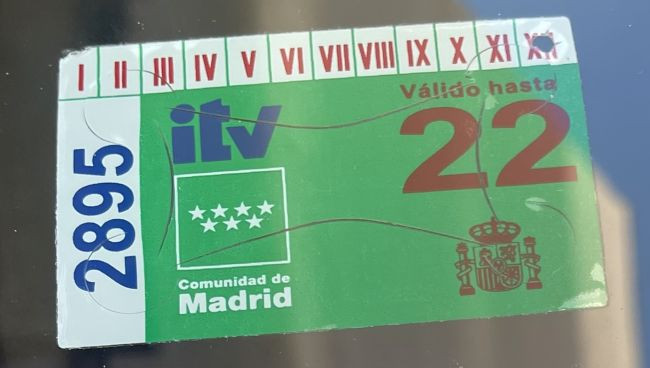 I II III IV V VI VII VIII IX X XI XII
Válido hasta
22
itv
2895
Comunidad de
Madrid